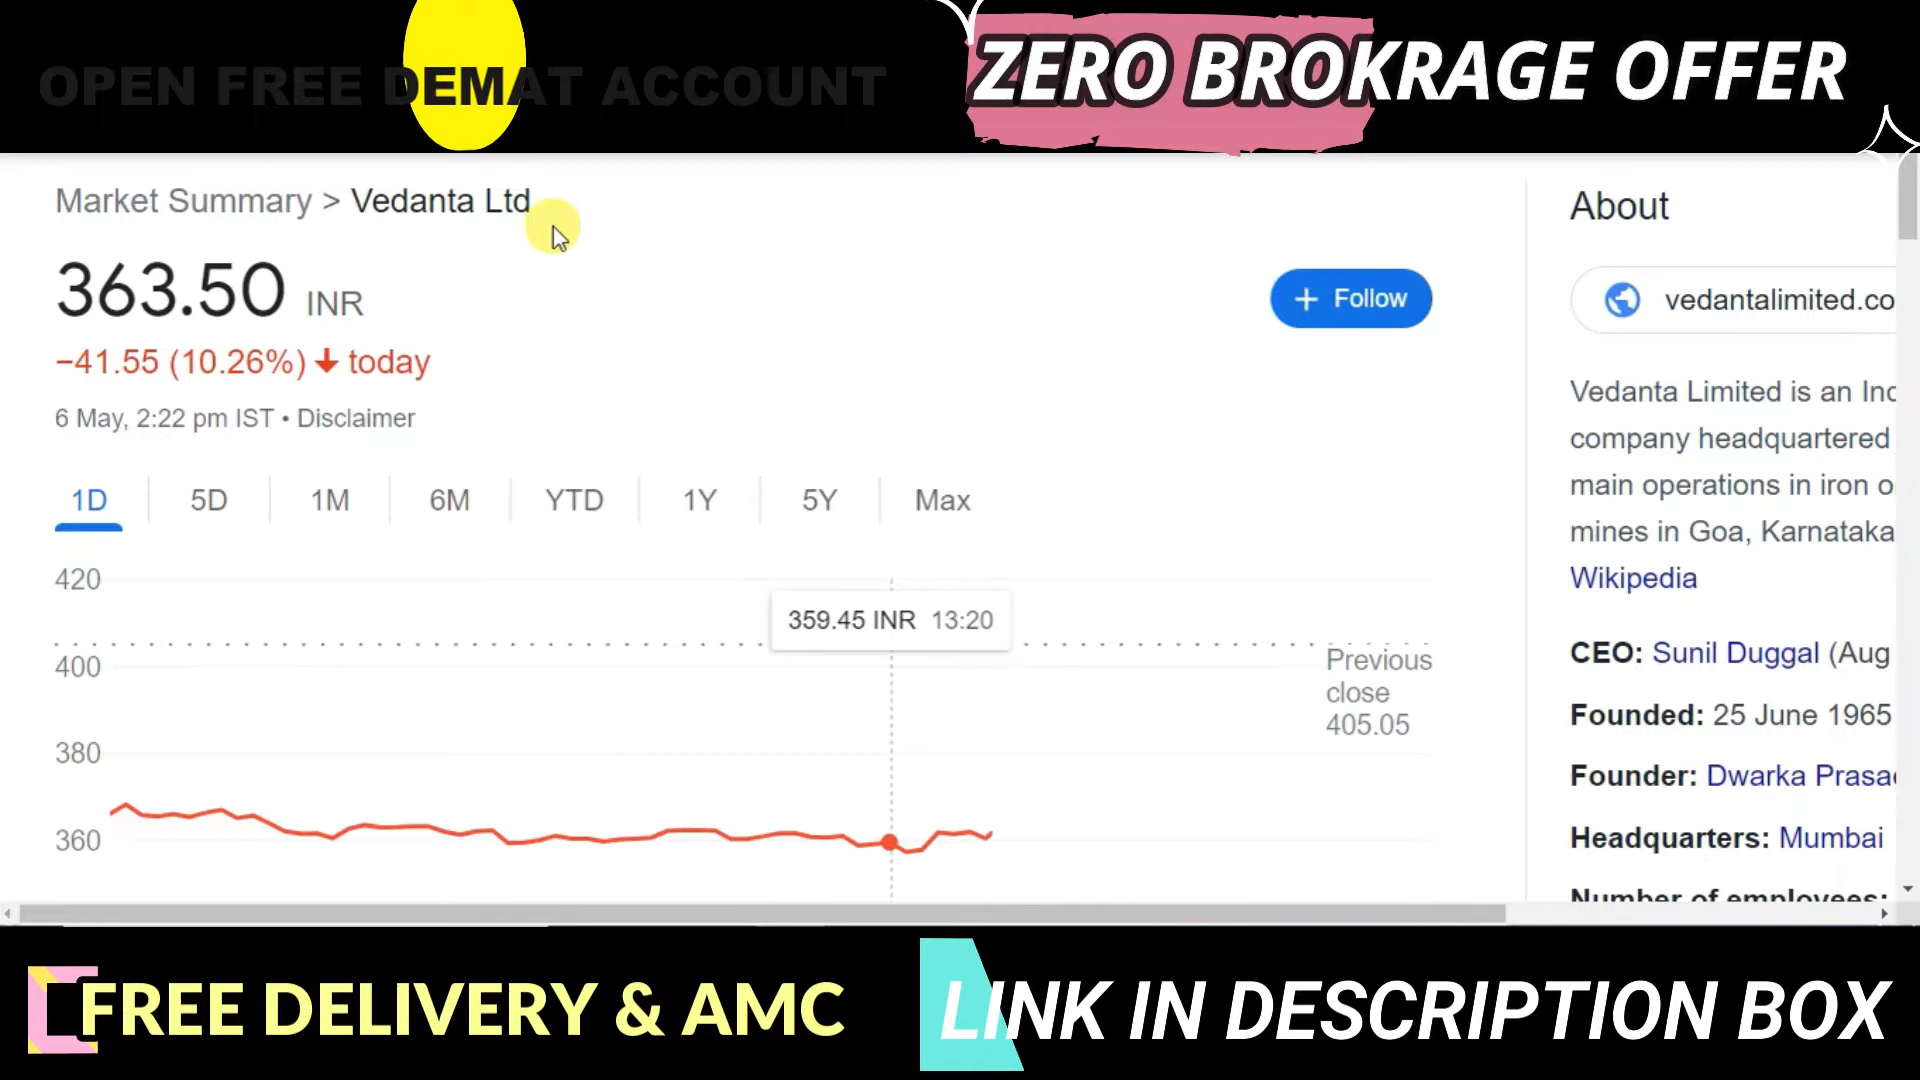 OPEN FREE DEMAT ACCOUNT
ZERO BROKRAGE OFFER
Market Summary > Vedanta Ltd
363.50 INR
−41.55 (10.26%) ↓ today
6 May, 2:22 pm IST • Disclaimer
+ Follow
1D 5D 1M 6M YTD 1Y 5Y Max
420
359.45 INR 13:20
400
Previous
close
405.05
380
360
About
vedantalimited.co
Vedanta Limited is an Inc
company headquartered
main operations in iron o
mines in Goa, Karnataka
Wikipedia
CEO: Sunil Duggal (Aug
Founded: 25 June 1965
Founder: Dwarka Prasa
Headquarters: Mumbai
Number of employees:
FREE DELIVERY & AMC
LINK IN DESCRIPTION BOX